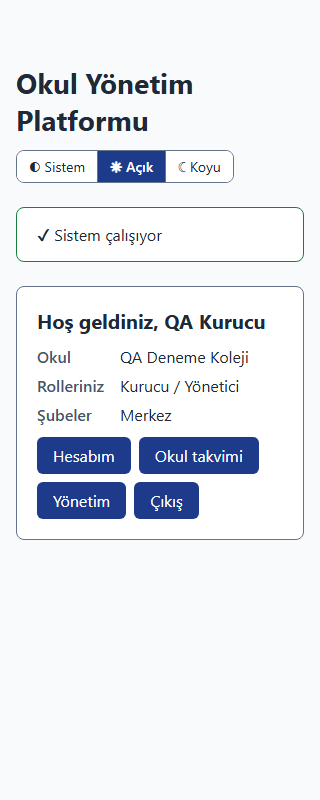 Okul Yönetim
Platformu
Sistem
Açık
Koyu
✓ Sistem çalışıyor
Hoş geldiniz, QA Kurucu
Okul QA Deneme Koleji
Rolleriniz Kurucu / Yönetici
Şubeler Merkez
Hesabım
Okul takvimi
Yönetim
Çıkış